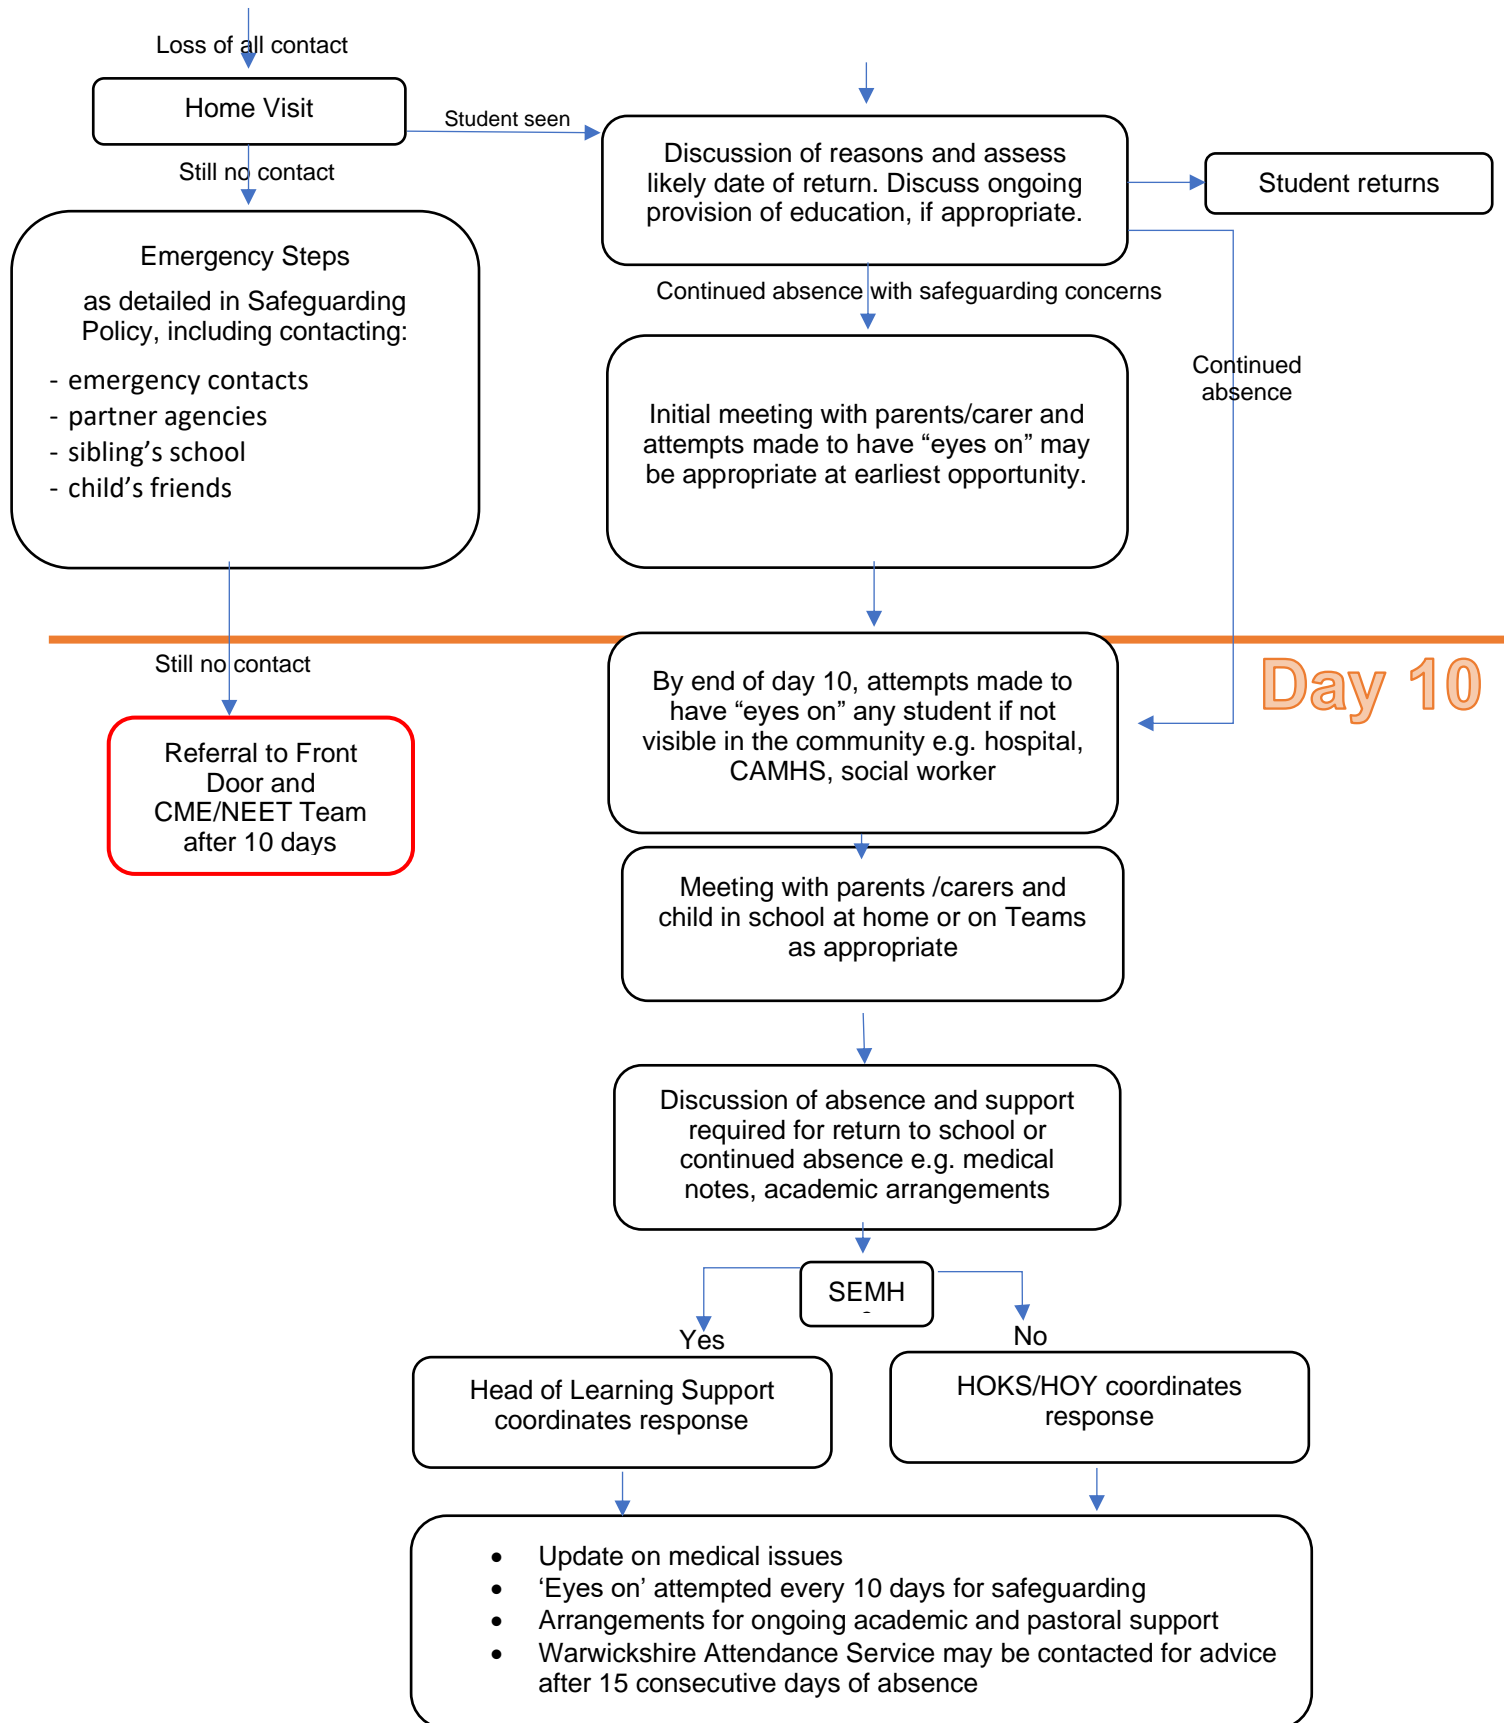 Loss of all contact
Home Visit
Student seen
Still no contact
Discussion of reasons and assess
likely date of return. Discuss ongoing
provision of education, if appropriate.
Student returns
Emergency Steps
as detailed in Safeguarding
Policy, including contacting:
- emergency contacts
- partner agencies
- sibling's school
- child's friends
Continued absence with safeguarding concerns
Continued
absence
Initial meeting with parents/carer and
attempts made to have “eyes on” may
be appropriate at earliest opportunity.
Day 10
Still no contact
Referral to Front
Door and
CME/NEET Team
after 10 days
By end of day 10, attempts made to
have “eyes on” any student if not
visible in the community e.g. hospital,
CAMHS, social worker
Meeting with parents /carers and
child in school at home or on Teams
as appropriate
Discussion of absence and support
required for return to school or
continued absence e.g. medical
notes, academic arrangements
SEMH
Yes
No
Head of Learning Support
coordinates response
HOKS/HOY coordinates
response
• Update on medical issues
• ‘Eyes on’ attempted every 10 days for safeguarding
• Arrangements for ongoing academic and pastoral support
• Warwickshire Attendance Service may be contacted for advice
after 15 consecutive days of absence